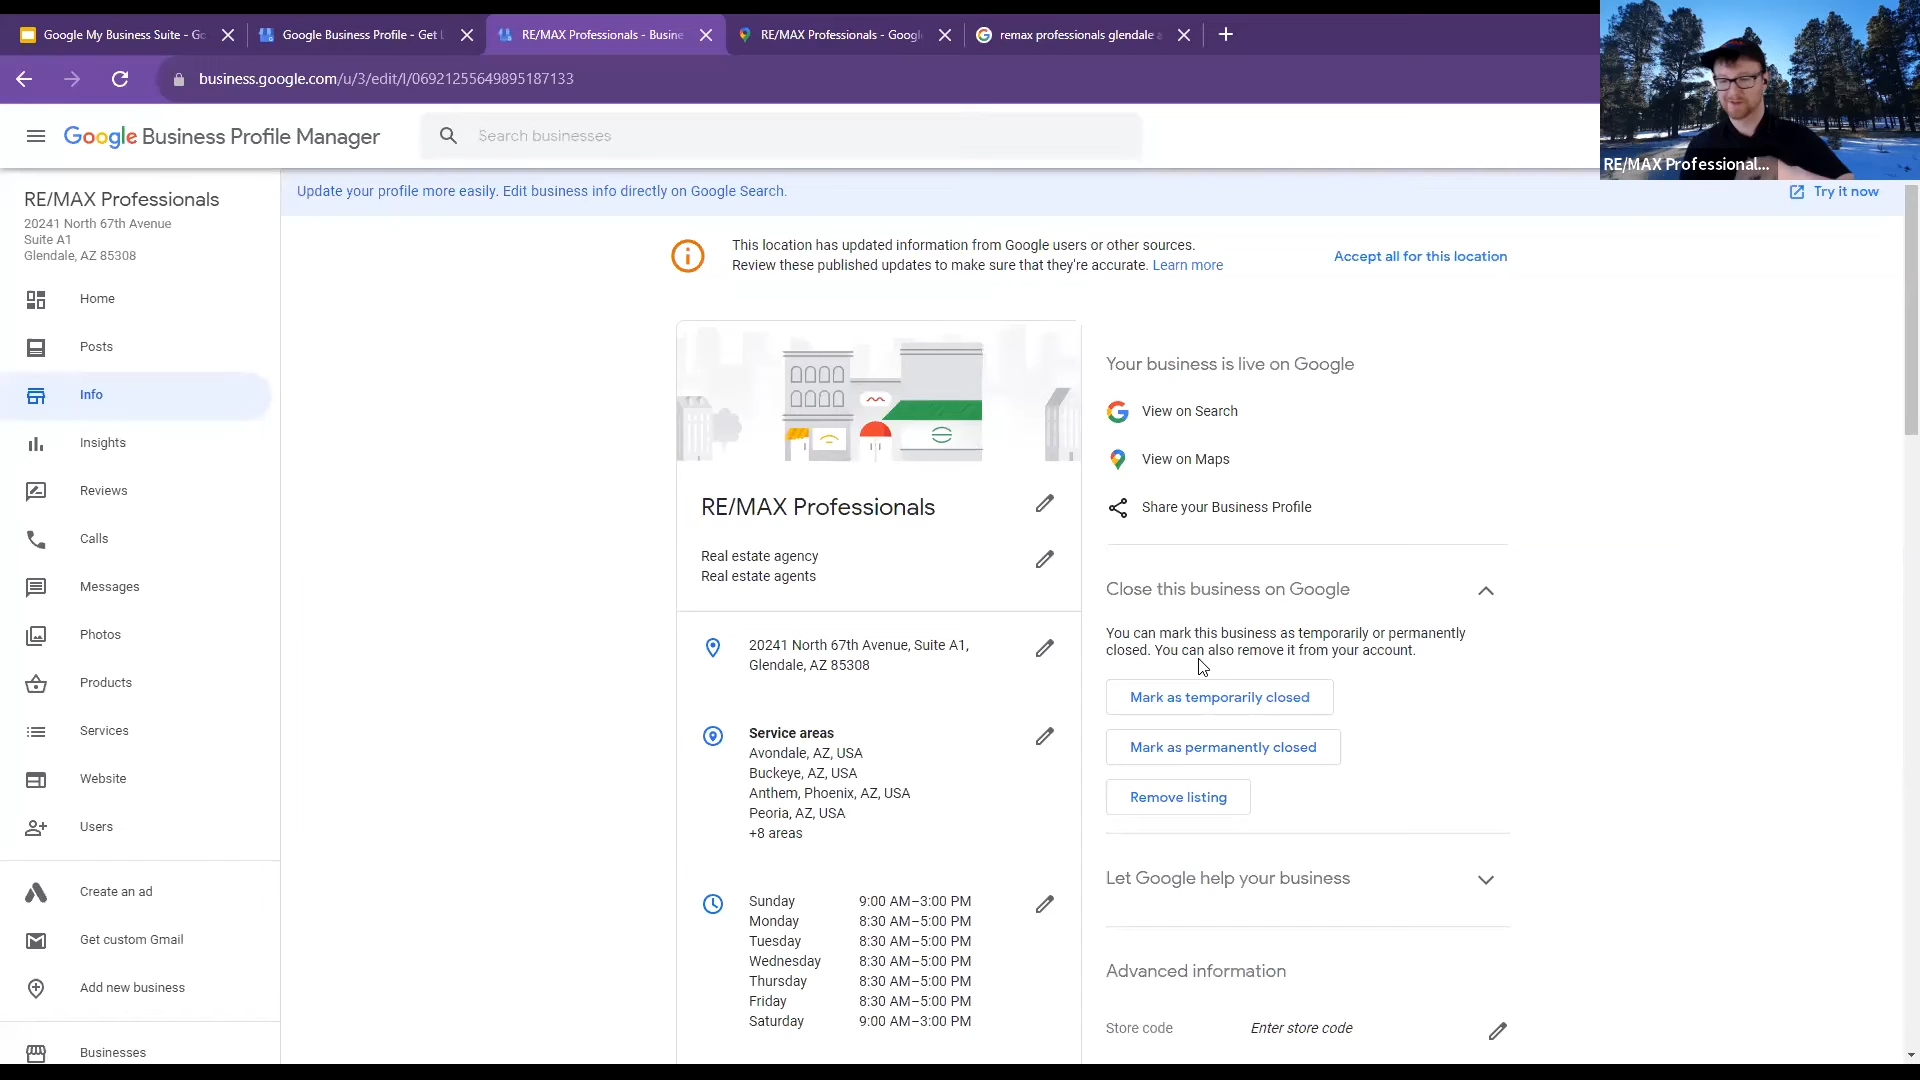 Google My Business Suite - Go
Google Business Profile - Get L
RE/MAX Professionals - Busine
RE/MAX Professionals - Google
remax professionals glendale a
business.google.com/u/3/edit/l/06921255649895187133
Google Business Profile Manager
Search businesses
RE/MAX Professional...
RE/MAX Professionals
20241 North 67th Avenue
Suite A1
Glendale, AZ 85308
Home
Posts
Info
Insights
Reviews
Calls
Messages
Photos
Products
Services
Website
Users
Create an ad
Get custom Gmail
Add new business
Businesses
Update your profile more easily. Edit business info directly on Google Search.
Try it now
This location has updated information from Google users or other sources.
Review these published updates to make sure that they're accurate. Learn more
Accept all for this location
RE/MAX Professionals
Real estate agency
Real estate agents
20241 North 67th Avenue, Suite A1,
Glendale, AZ 85308
Service areas
Avondale, AZ, USA
Buckeye, AZ, USA
Anthem, Phoenix, AZ, USA
Peoria, AZ, USA
+8 areas
Sunday 9:00 AM–3:00 PM
Monday 8:30 AM–5:00 PM
Tuesday 8:30 AM–5:00 PM
Wednesday 8:30 AM–5:00 PM
Thursday 8:30 AM–5:00 PM
Friday 8:30 AM–5:00 PM
Saturday 9:00 AM–3:00 PM
Your business is live on Google
View on Search
View on Maps
Share your Business Profile
Close this business on Google
You can mark this business as temporarily or permanently
closed. You can also remove it from your account.
Mark as temporarily closed
Mark as permanently closed
Remove listing
Let Google help your business
Advanced information
Store code Enter store code